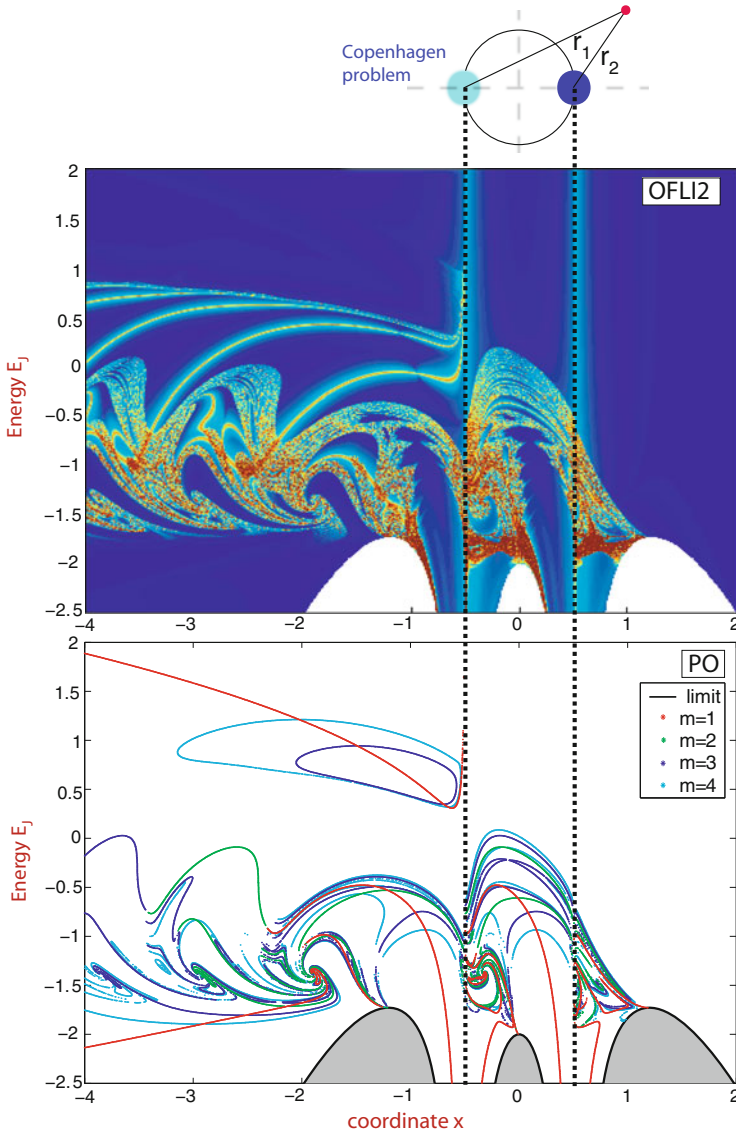 Copenhagen
problem
r1
r2
OFLI2
2
1.5
1
0.5
0
-0.5
-1
-1.5
-2
-2.5
Energy EJ
-4 -3 -2 -1 0 1 2
PO
limit
m=1
m=2
m=3
m=4
2
1.5
1
0.5
0
-0.5
-1
-1.5
-2
-2.5
Energy EJ
-4 -3 -2 -1 0 1 2
coordinate x